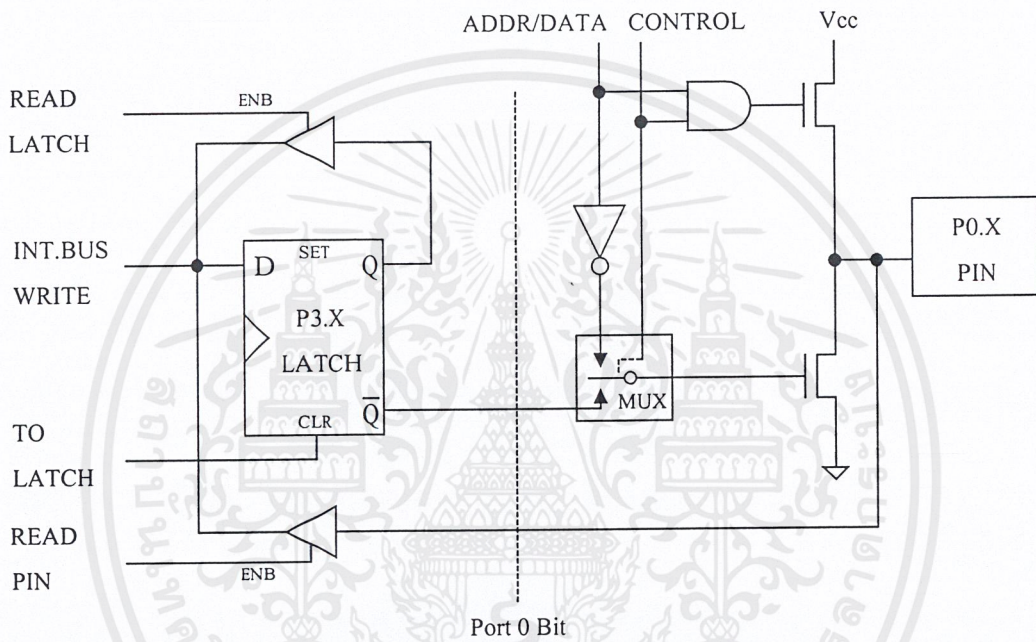 ADDR/DATA CONTROL Vcc
READ
LATCH
ENB
INT.BUS
WRITE
D SET Q
P3.X
LATCH
CLR Q̅
MUX
P0.X
PIN
TO
LATCH
READ
PIN
ENB
Port 0 Bit